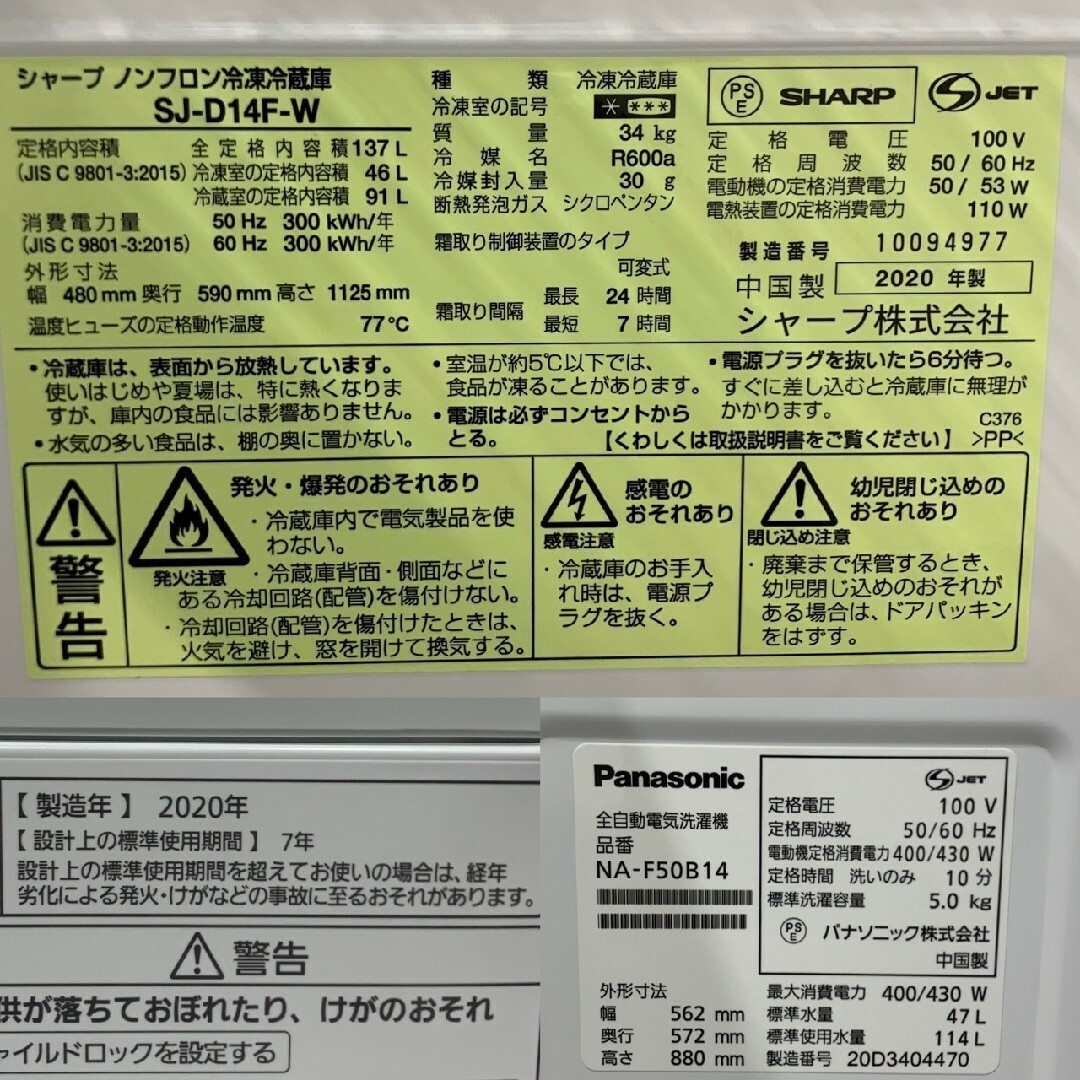 シャープ ノンフロン冷凍冷蔵庫
SJ-D14F-W
定格内容積 全定格内容積 137 L
(JIS C 9801-3:2015) 冷凍室の定格内容積 46 L
冷蔵室の定格内容積 91 L
消費電力量 50 Hz 300 kWh/年
(JIS C 9801-3:2015) 60 Hz 300 kWh/年
外形寸法
幅 480 mm 奥行 590 mm 高さ 1125 mm
温度ヒューズの定格動作温度 77℃
種類 冷凍冷蔵庫
冷凍室の記号 * ***
質量 34 kg
冷媒名 R600a
冷媒封入量 30 g
断熱発泡ガス シクロペンタン
霜取り制御装置のタイプ
可変式
霜取り間隔 最長 24 時間
最短 7 時間
PS E SHARP S JET
定格電圧 100 V
定格周波数 50 / 60 Hz
電動機の定格消費電力 50 / 53 W
電熱装置の定格消費電力 110 W
製造番号 10094977
中国製 2020 年製
シャープ株式会社
・冷蔵庫は、表面から放熱しています。
使いはじめや夏場は、特に熱くなりま
すが、庫内の食品には影響ありません。
・水気の多い食品は、棚の奥に置かない。
・室温が約5℃以下では、
食品が凍ることがあります。
・電源は必ずコンセントから
とる。
・電源プラグを抜いたら6分待つ。
すぐに差し込むと冷蔵庫に無理が
かかります。
C376
【くわしくは取扱説明書をご覧ください】 >PP<
警告
発火・爆発のおそれあり
発火注意
・冷蔵庫内で電気製品を使
わない。
・冷蔵庫背面・側面などに
ある冷却回路(配管)を傷付けない。
・冷却回路(配管)を傷付けたときは、
火気を避け、窓を開けて換気する。
感電の
おそれあり
感電注意
・冷蔵庫のお手入
れ時は、電源プ
ラグを抜く。
幼児閉じ込めの
おそれあり
閉じ込め注意
・廃棄まで保管するとき、
幼児閉じ込めのおそれが
ある場合は、ドアパッキン
をはずす。
【 製造年 】 2020年
【 設計上の標準使用期間 】 7年
設計上の標準使用期間を超えてお使いの場合は、経年
劣化による発火・けがなどの事故に至るおそれがあります。
警告
供が落ちておぼれたり、けがのおそれ
ャイルドロックを設定する
Panasonic
全自動電気洗濯機
品番
NA-F50B14
S JET
定格電圧 100 V
定格周波数 50/60 Hz
電動機定格消費電力 400/430 W
定格時間 洗いのみ 10 分
標準洗濯容量 5.0 kg
PS E パナソニック株式会社
中国製
外形寸法
幅 562 mm
奥行 572 mm
高さ 880 mm
最大消費電力 400/430 W
標準水量 47 L
標準使用水量 114 L
製造番号 20D3404470